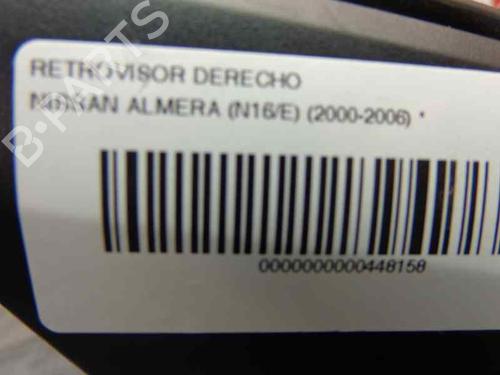 RETROVISOR DERECHO
NISSAN ALMERA (N16/E) (2000-2006) *
0000000000448158
B-PARTS